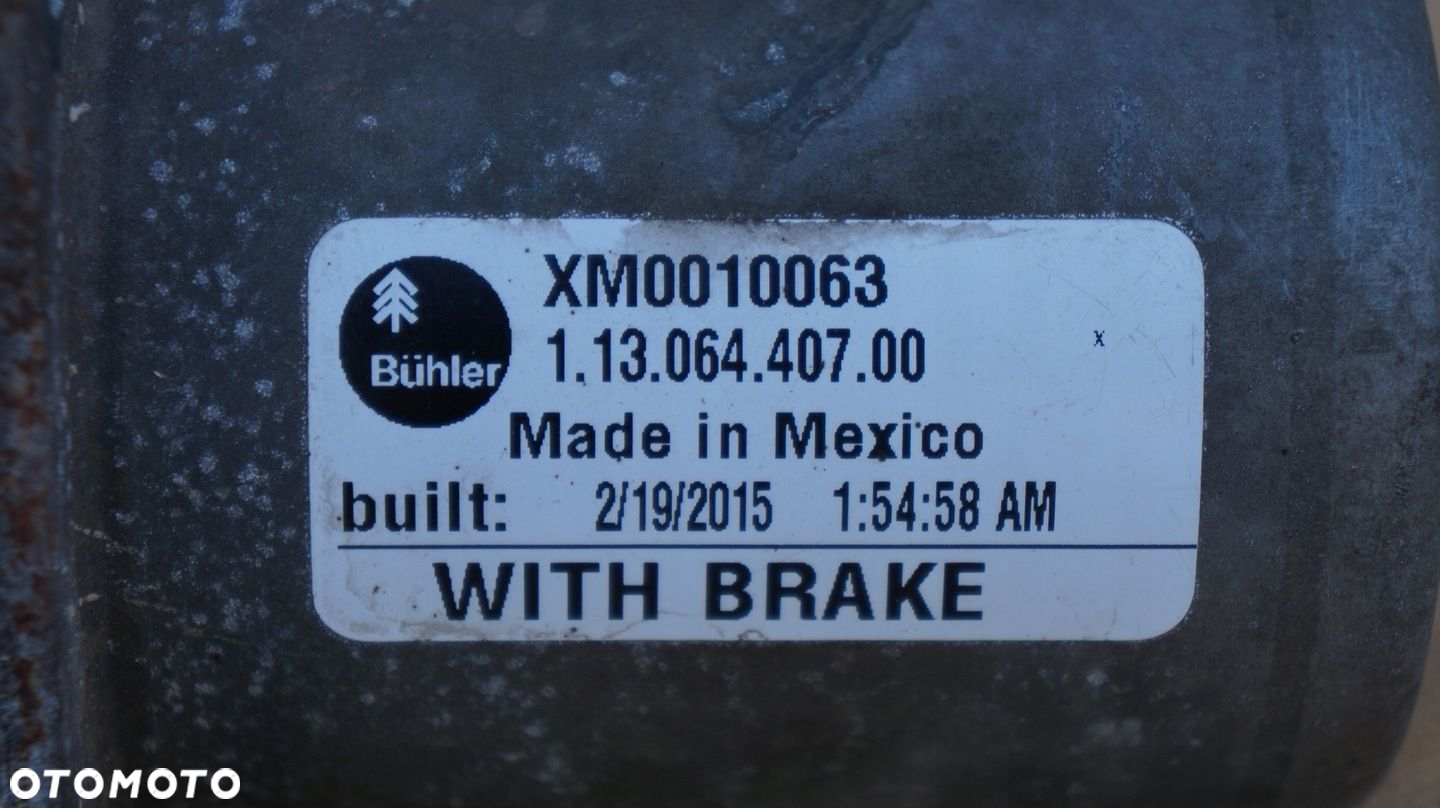 XM0010063
Bühler
1.13.064.407.00
x
Made in Mexico
built: 2/19/2015 1:54:58 AM
WITH BRAKE
OTOMOTO